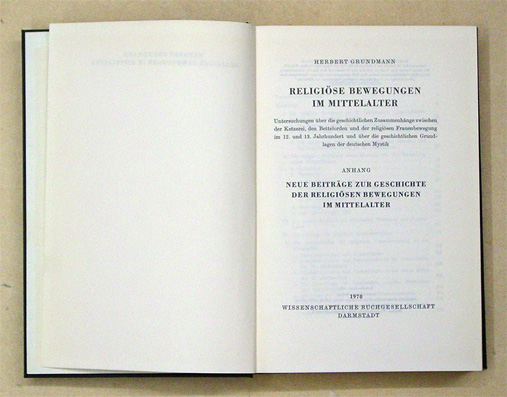 HERBERT GRUNDMANN
RELIGIÖSE BEWEGUNGEN
IM MITTELALTER
Untersuchungen über die geschichtlichen Zusammenhänge zwischen
der Ketzerei, den Bettelorden und der religiösen Frauenbewegung
im 12. und 13. Jahrhundert und über die geschichtlichen Grund-
lagen der deutschen Mystik
ANHANG
NEUE BEITRÄGE ZUR GESCHICHTE
DER RELIGIÖSEN BEWEGUNGEN
IM MITTELALTER
1970
WISSENSCHAFTLICHE BUCHGESELLSCHAFT
DARMSTADT